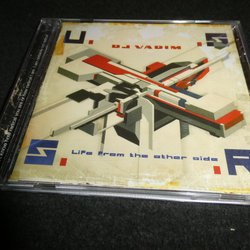 U. S.
DJ VADIM
S. R
Life from the other side